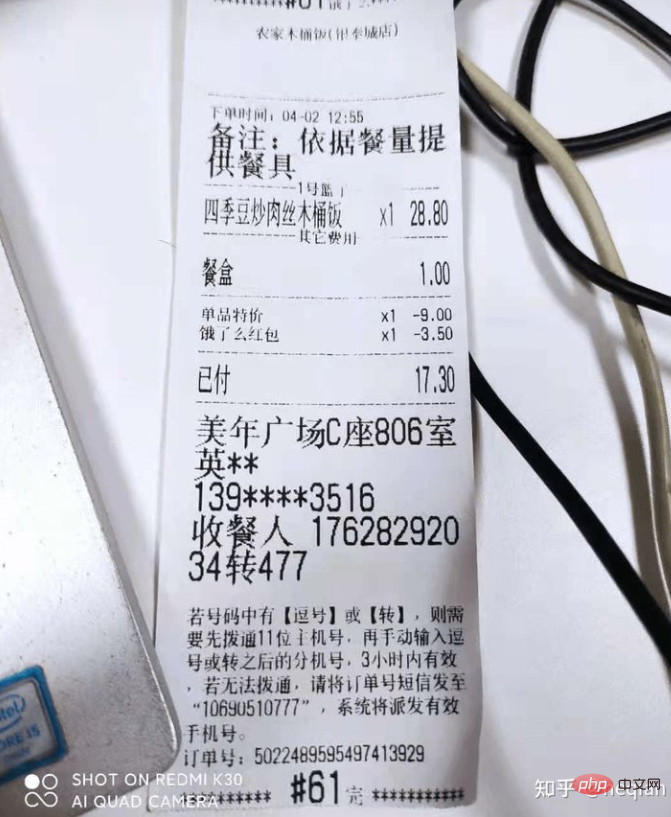 #61
农家木桶饭(
城店)
下单时间：04-02 12:55
备注：依据餐量提
供餐具
1号篮子
四季豆炒肉丝木桶饭 x1 28.80
其它费用
餐盒 1.00
单品特价 x1 -9.00
饿了么红包 x1 -3.50
已付 17.30
美年广场C座806室
英**
139****3516
收餐人 176282920
34转477
若号码中有【逗号】或【转】，则需
要先拨通11位主机号，再手动输入逗
号或转之后的分机号，3小时内有效
，若无法拨通，请将订单号短信发至
“10690510777”，系统将派发有效
手机号。
订单号：5022489595497413929
********* #61完 ***********
intel
CORE i5
SHOT ON REDMI K30
AI QUAD CAMERA
知乎 @heqian
php 中文网